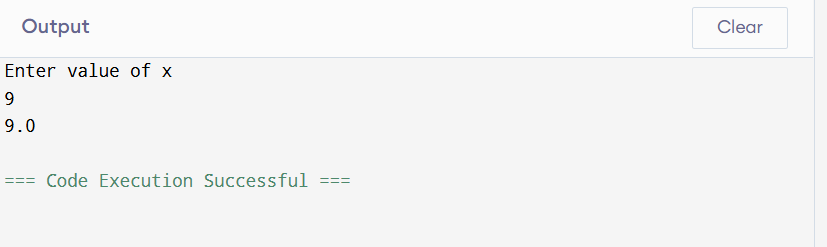 Output
Clear
Enter value of x
9
9.0
=== Code Execution Successful ===